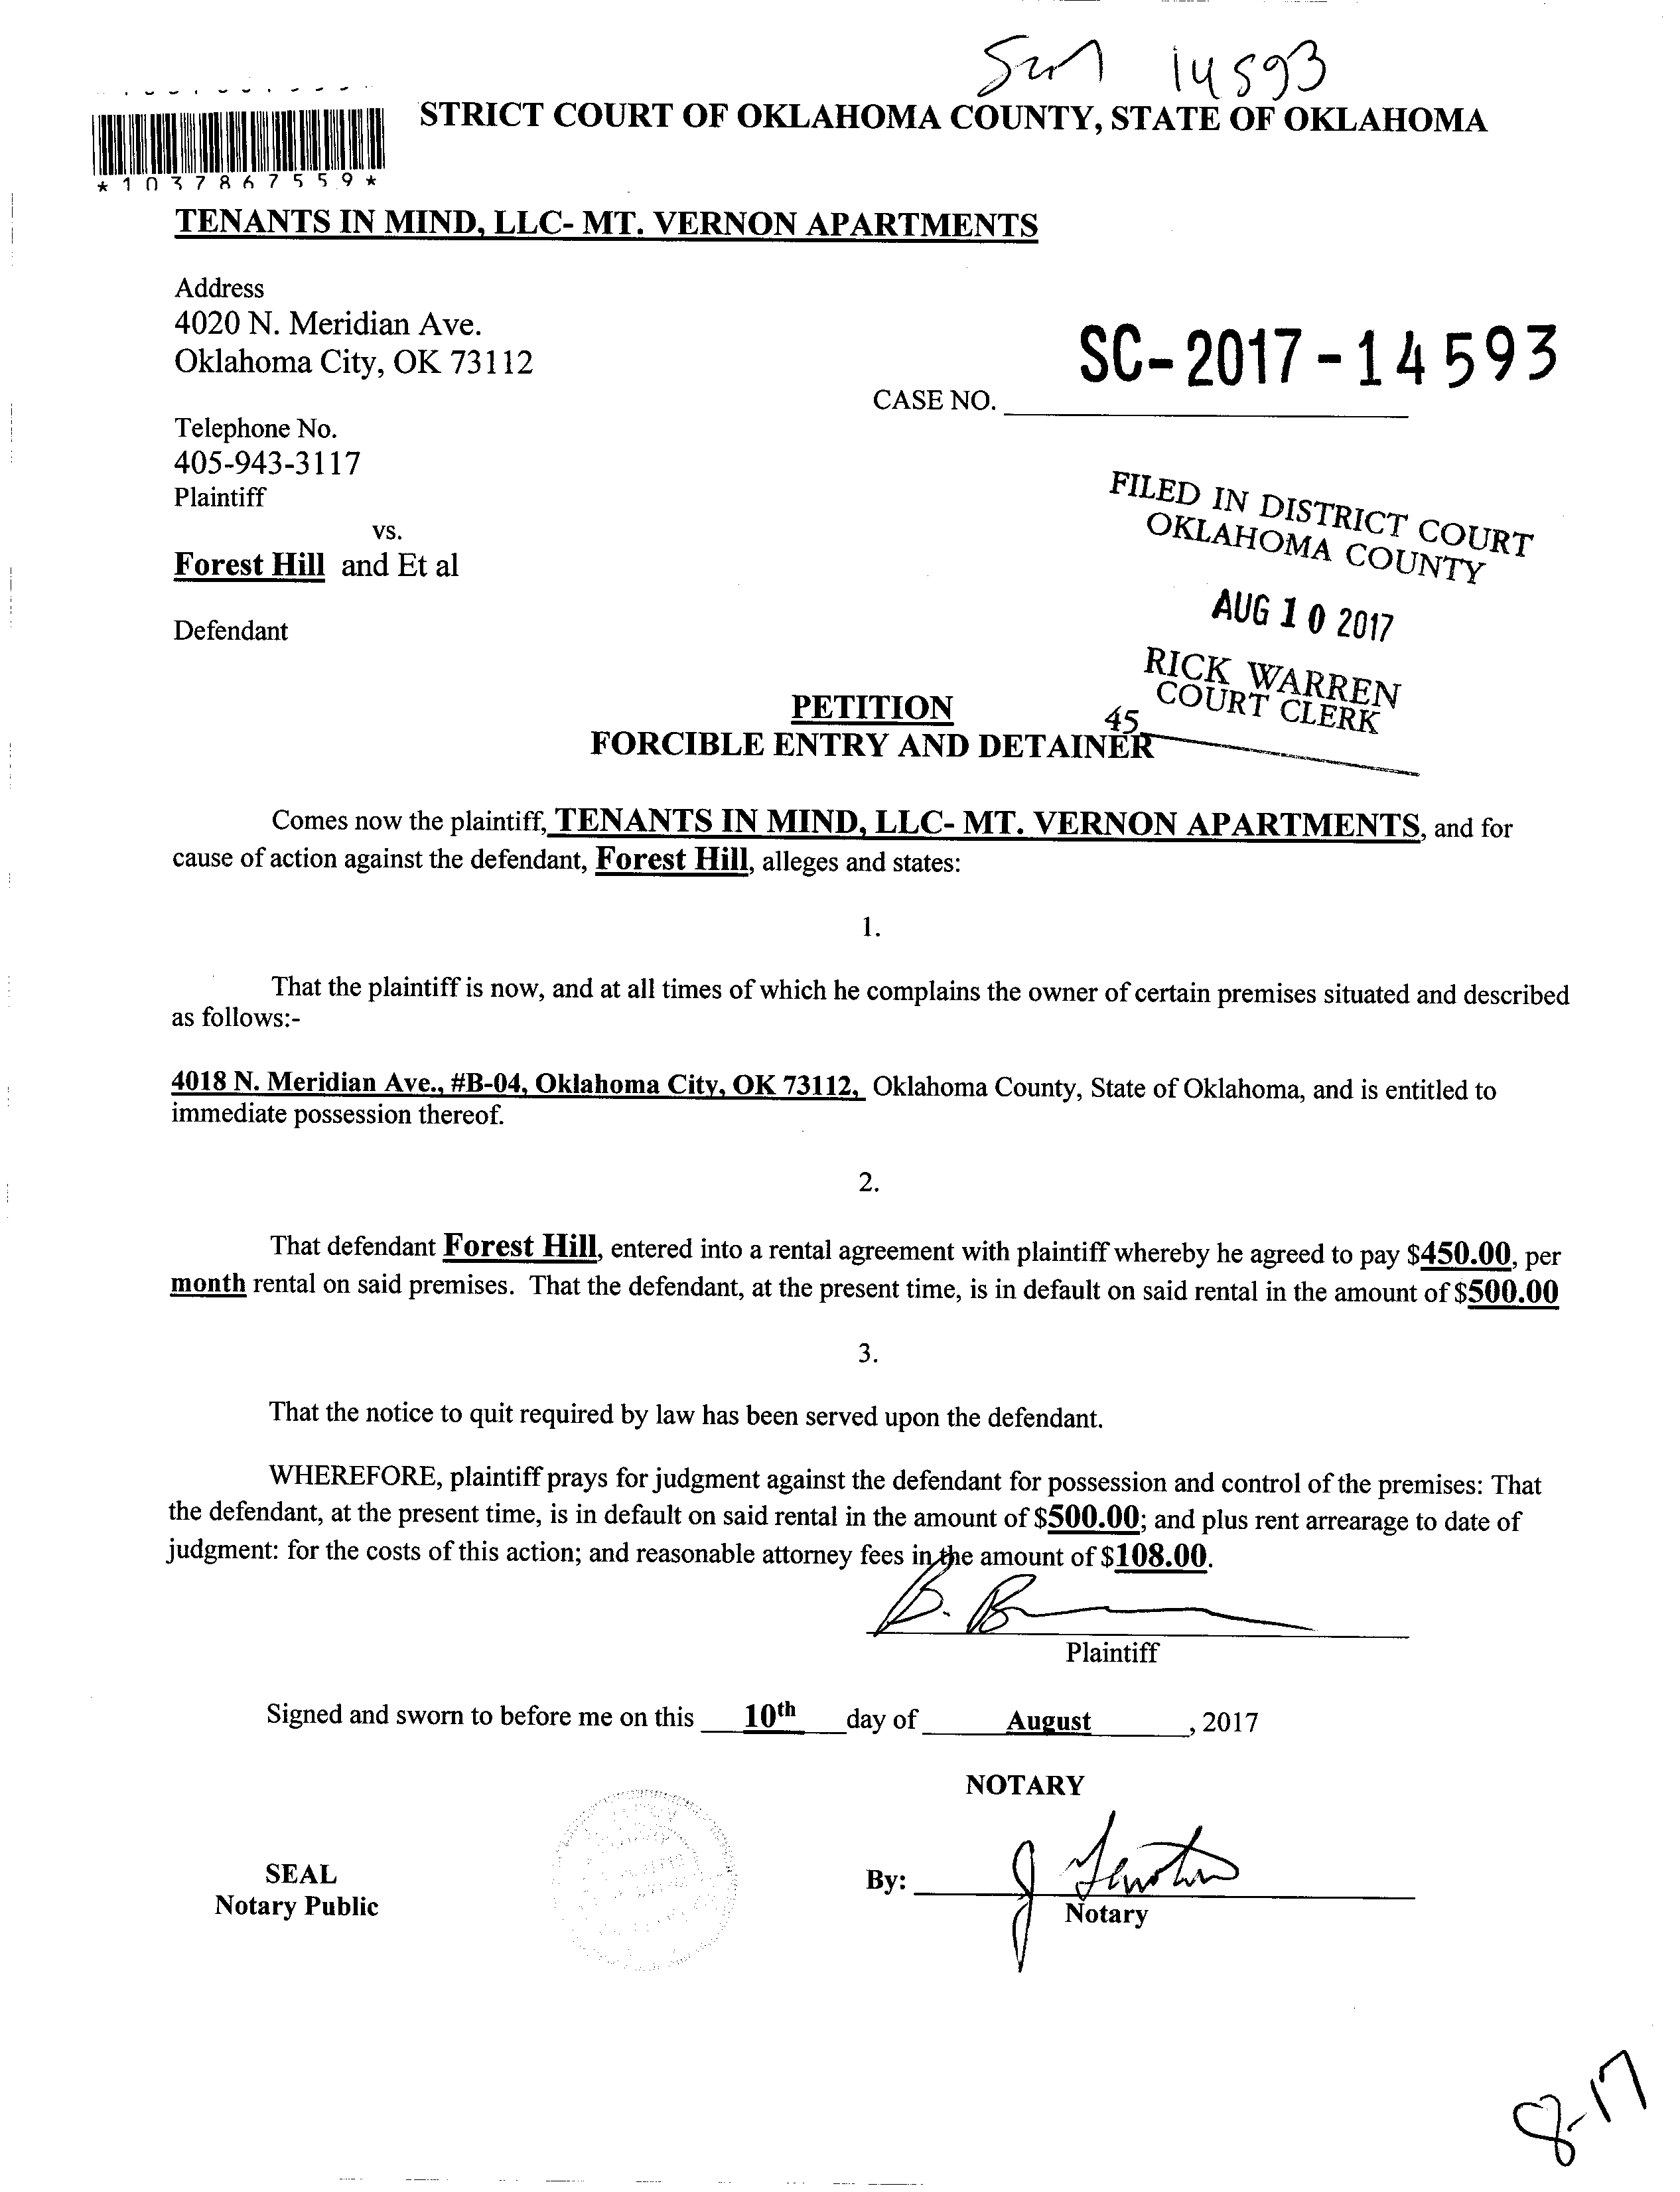 14593
STRICT COURT OF OKLAHOMA COUNTY, STATE OF OKLAHOMA
*1037867559*
TENANTS IN MIND, LLC- MT. VERNON APARTMENTS
Address
4020 N. Meridian Ave.
Oklahoma City, OK 73112
SC-2017-14593
CASE NO.
Telephone No.
405-943-3117
Plaintiff
vs.
Forest Hill and Et al
Defendant
FILED IN DISTRICT COURT
OKLAHOMA COUNTY
AUG 10 2017
RICK WARREN
COURT CLERK
45
PETITION
FORCIBLE ENTRY AND DETAINER
Comes now the plaintiff, TENANTS IN MIND, LLC- MT. VERNON APARTMENTS, and for
cause of action against the defendant, Forest Hill, alleges and states:
1.
That the plaintiff is now, and at all times of which he complains the owner of certain premises situated and described
as follows:-
4018 N. Meridian Ave., #B-04, Oklahoma City, OK 73112, Oklahoma County, State of Oklahoma, and is entitled to
immediate possession thereof.
2.
That defendant Forest Hill, entered into a rental agreement with plaintiff whereby he agreed to pay $450.00, per
month rental on said premises. That the defendant, at the present time, is in default on said rental in the amount of $500.00
3.
That the notice to quit required by law has been served upon the defendant.
WHEREFORE, plaintiff prays for judgment against the defendant for possession and control of the premises: That
the defendant, at the present time, is in default on said rental in the amount of $500.00; and plus rent arrearage to date of
judgment: for the costs of this action; and reasonable attorney fees in the amount of $108.00.
Plaintiff
Signed and sworn to before me on this 10th day of August, 2017
NOTARY
SEAL
Notary Public
By:
Notary
8-17